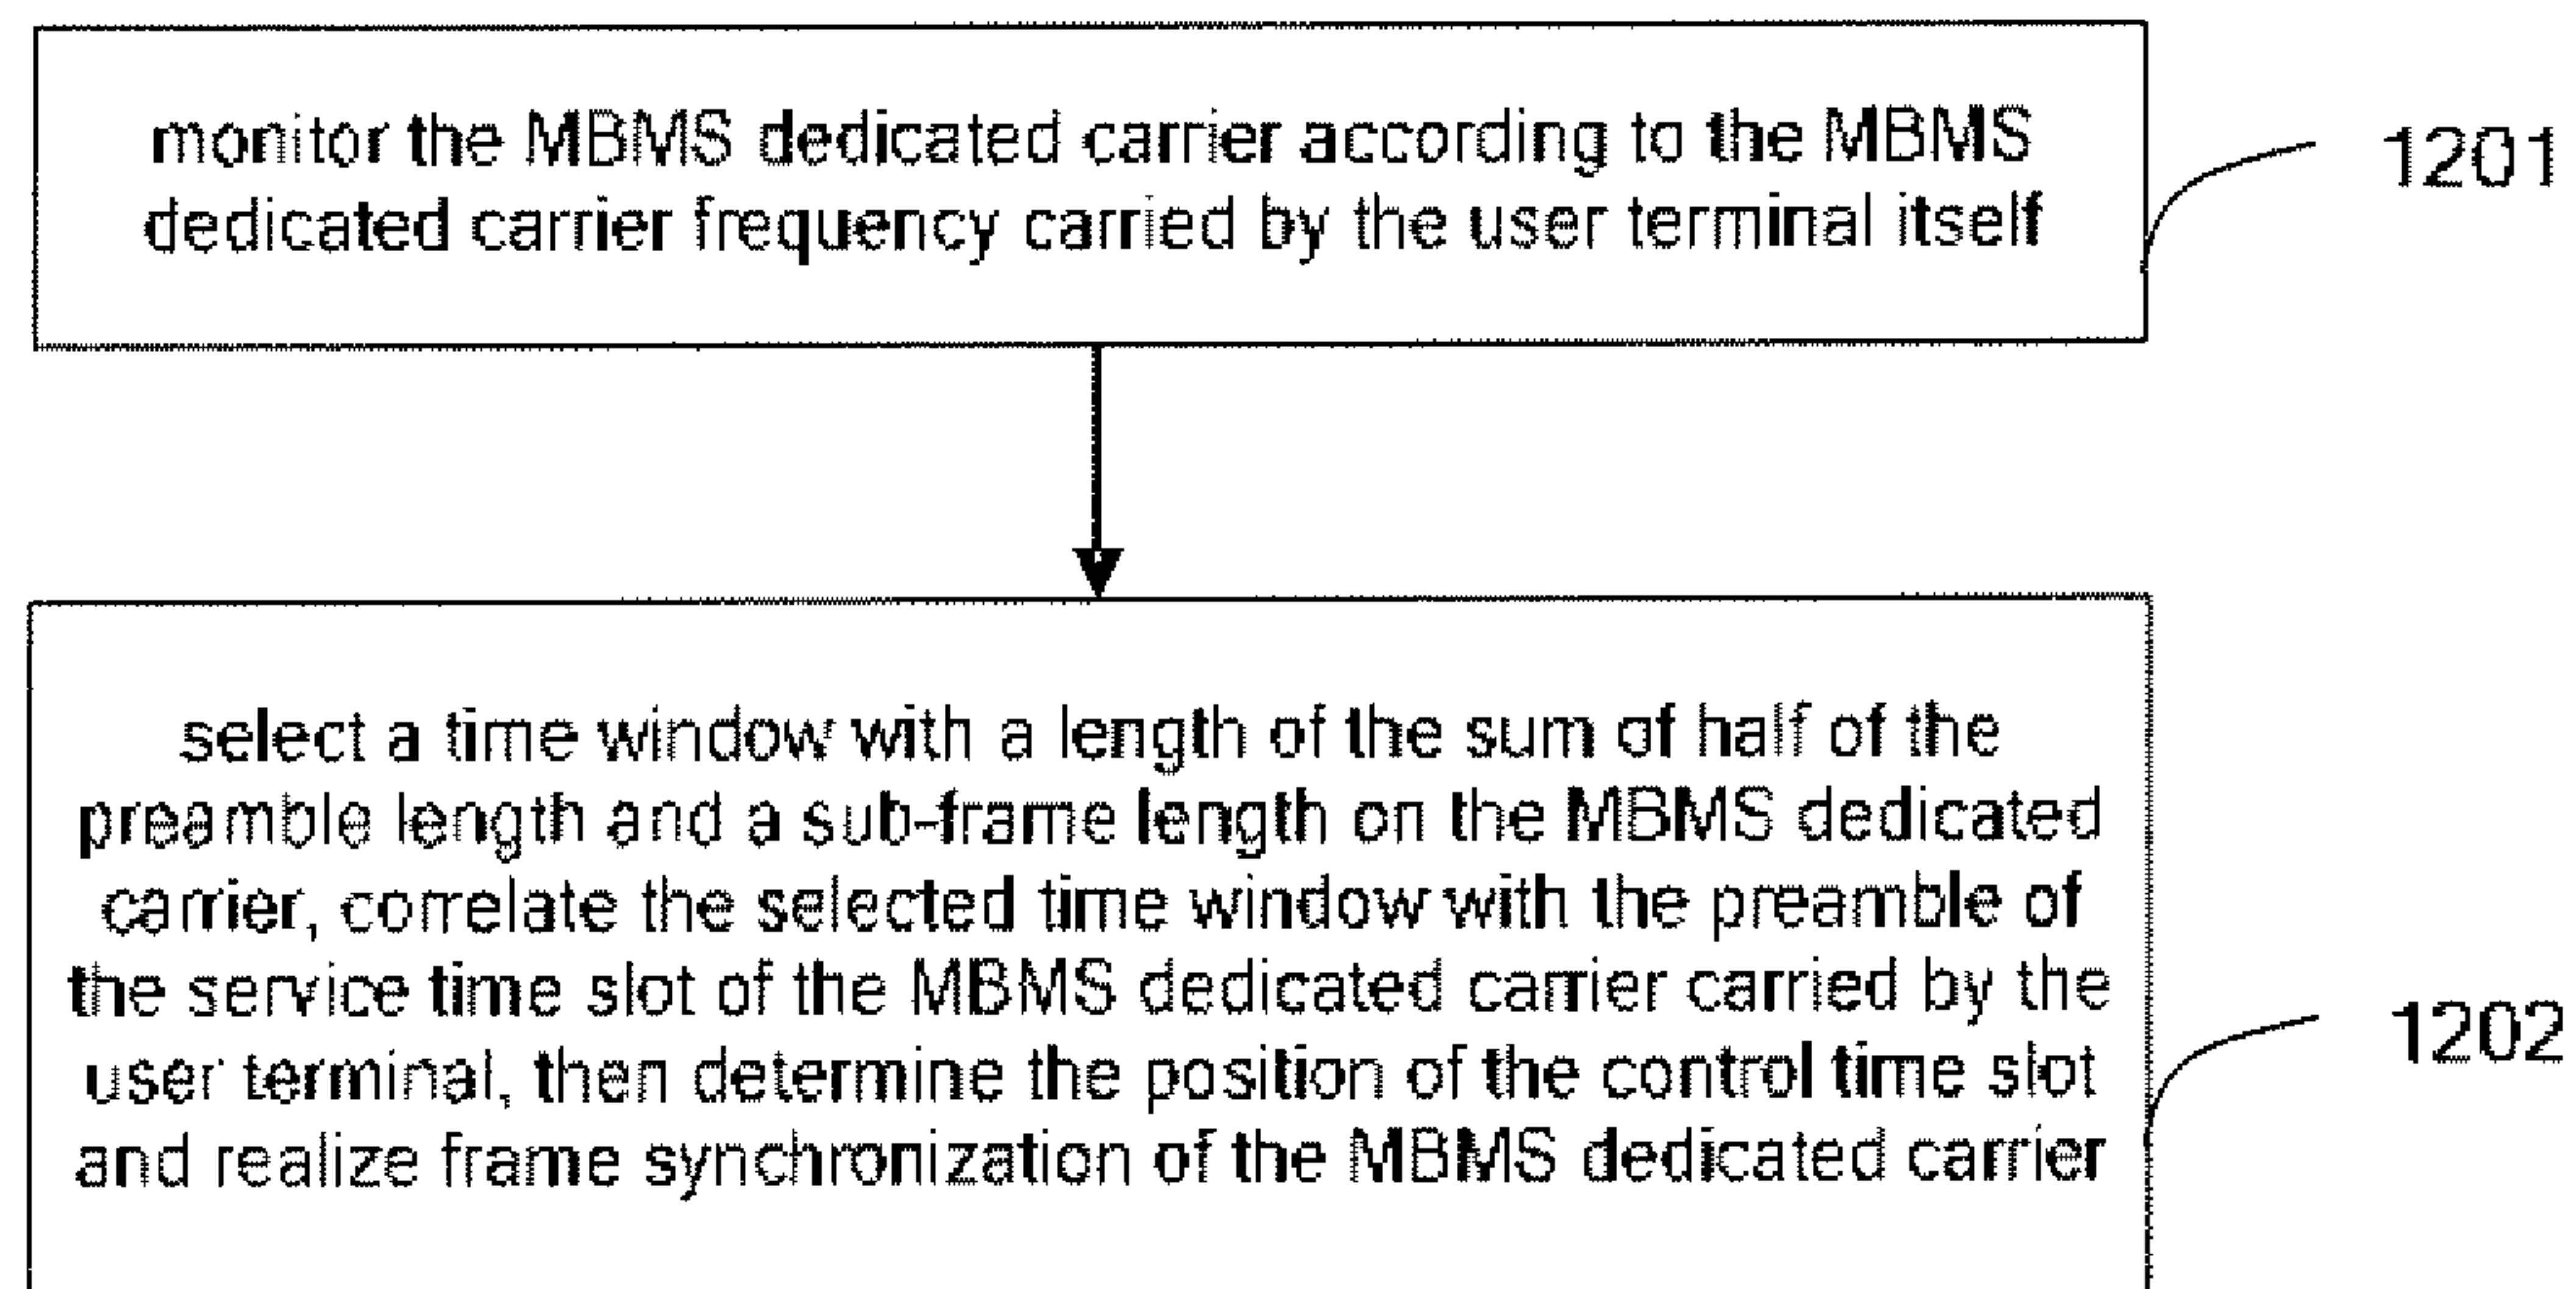 monitor the MBMS dedicated carrier according to the MBMS
dedicated carrier frequency carried by the user terminal itself
1201
select a time window with a length of the sum of half of the
preamble length and a sub-frame length on the MBMS dedicated
carrier, correlate the selected time window with the preamble of
the service time slot of the MBMS dedicated carrier carried by the
user terminal, then determine the position of the control time slot
and realize frame synchronization of the MBMS dedicated carrier
1202